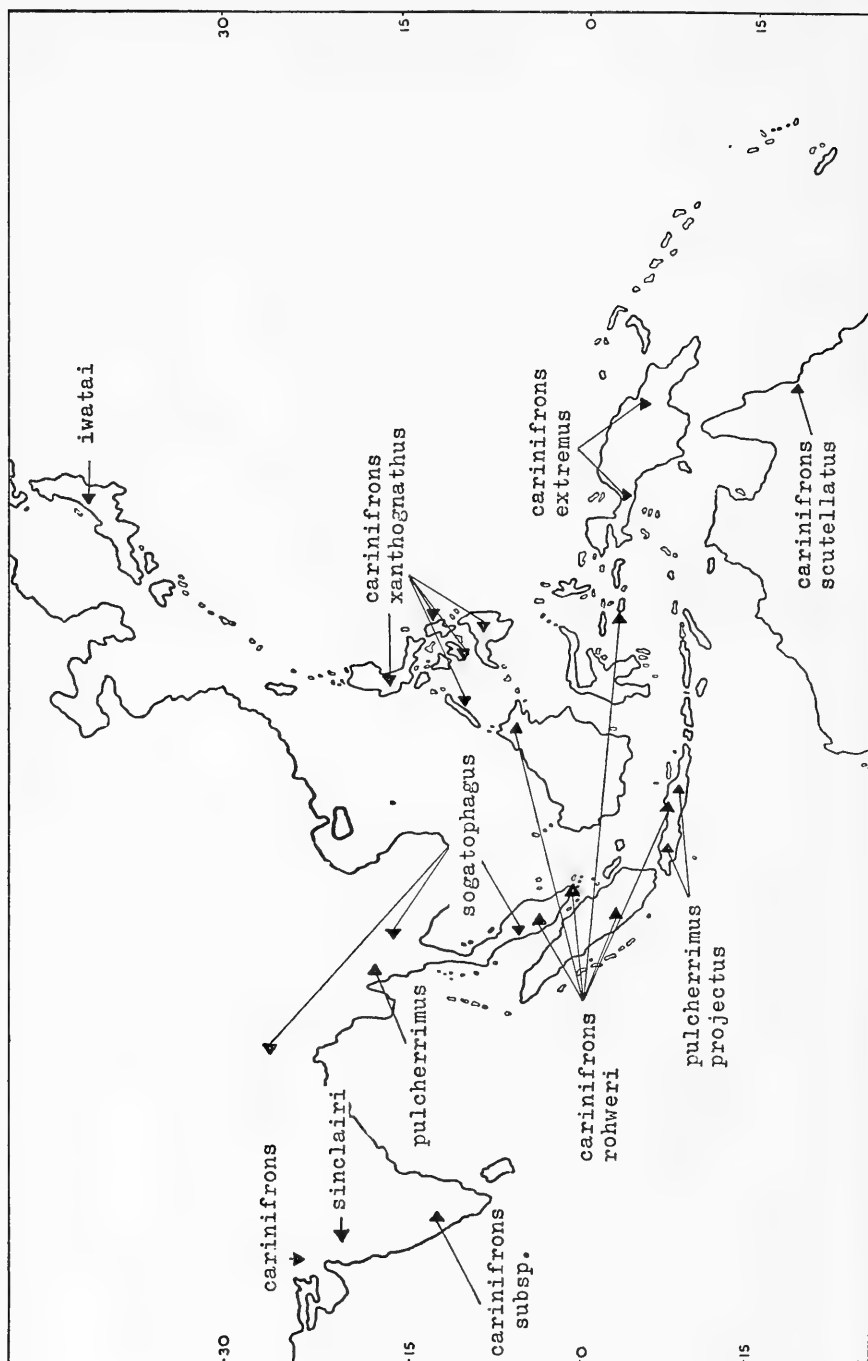 30
15
0
15
iwatai
carinifrons
xanthognathus
carinifrons
extremus
carinifrons
scutellatus
sogatophagus
pulcherrimus
carinifrons
rohweri
pulcherrimus
projectus
carinifrons
sinclairi
carinifrons
subsp.
30
15
0
15